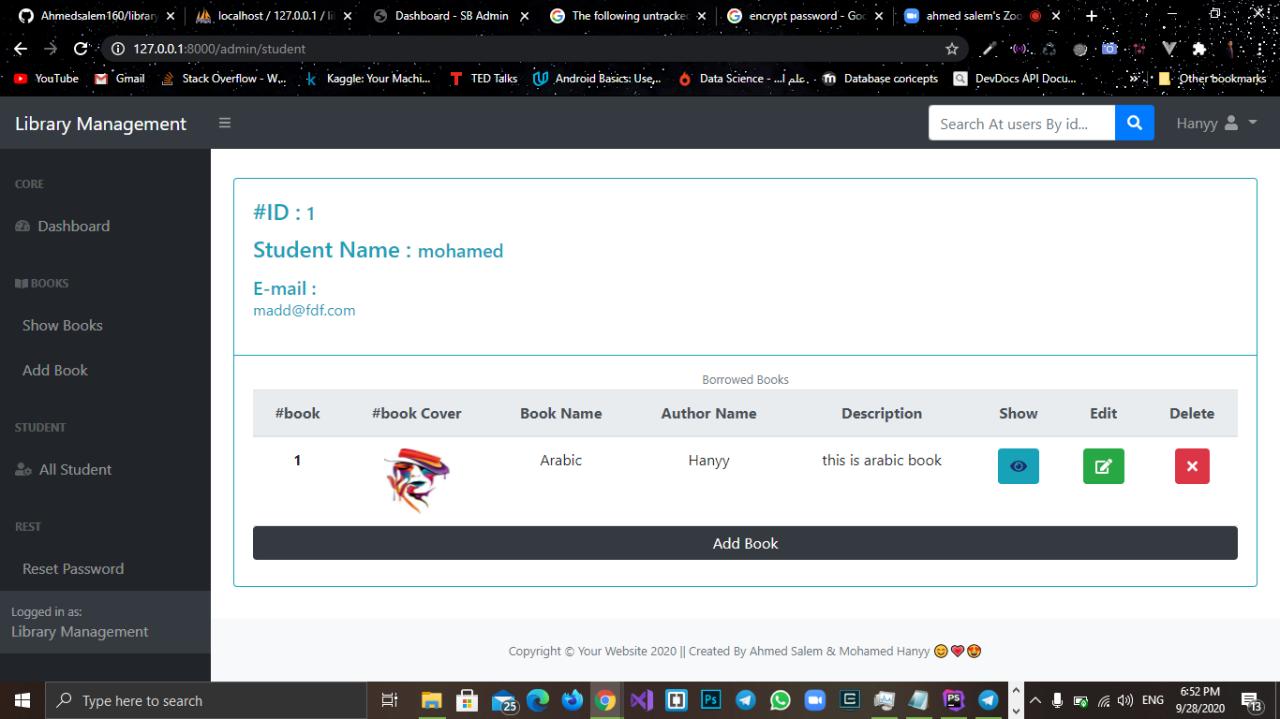 Ahmedsalem160/library
localhost / 127.0.0.1 / li
Dashboard - SB Admin
The following untracke
encrypt password - Goo
ahmed salem's Zoo
127.0.0.1:8000/admin/student
YouTube
Gmail
Stack Overflow - W...
Kaggle: Your Machi...
TED Talks
Android Basics: Use...
Data Science - ... علم أ...
Database concepts
DevDocs API Docu...
»
Other bookmarks
Library Management
Search At users By id...
Hanyy
CORE
Dashboard
BOOKS
Show Books
Add Book
STUDENT
All Student
REST
Reset Password
Logged in as:
Library Management
#ID : 1
Student Name : mohamed
E-mail :
madd@fdf.com
Borrowed Books
#book #book Cover Book Name Author Name Description Show Edit Delete
1 Arabic Hanyy this is arabic book
Add Book
Copyright © Your Website 2020 || Created By Ahmed Salem & Mohamed Hanyy 😊💗😍
Type here to search
25
Ps
PS
ENG
6:52 PM
9/28/2020
13